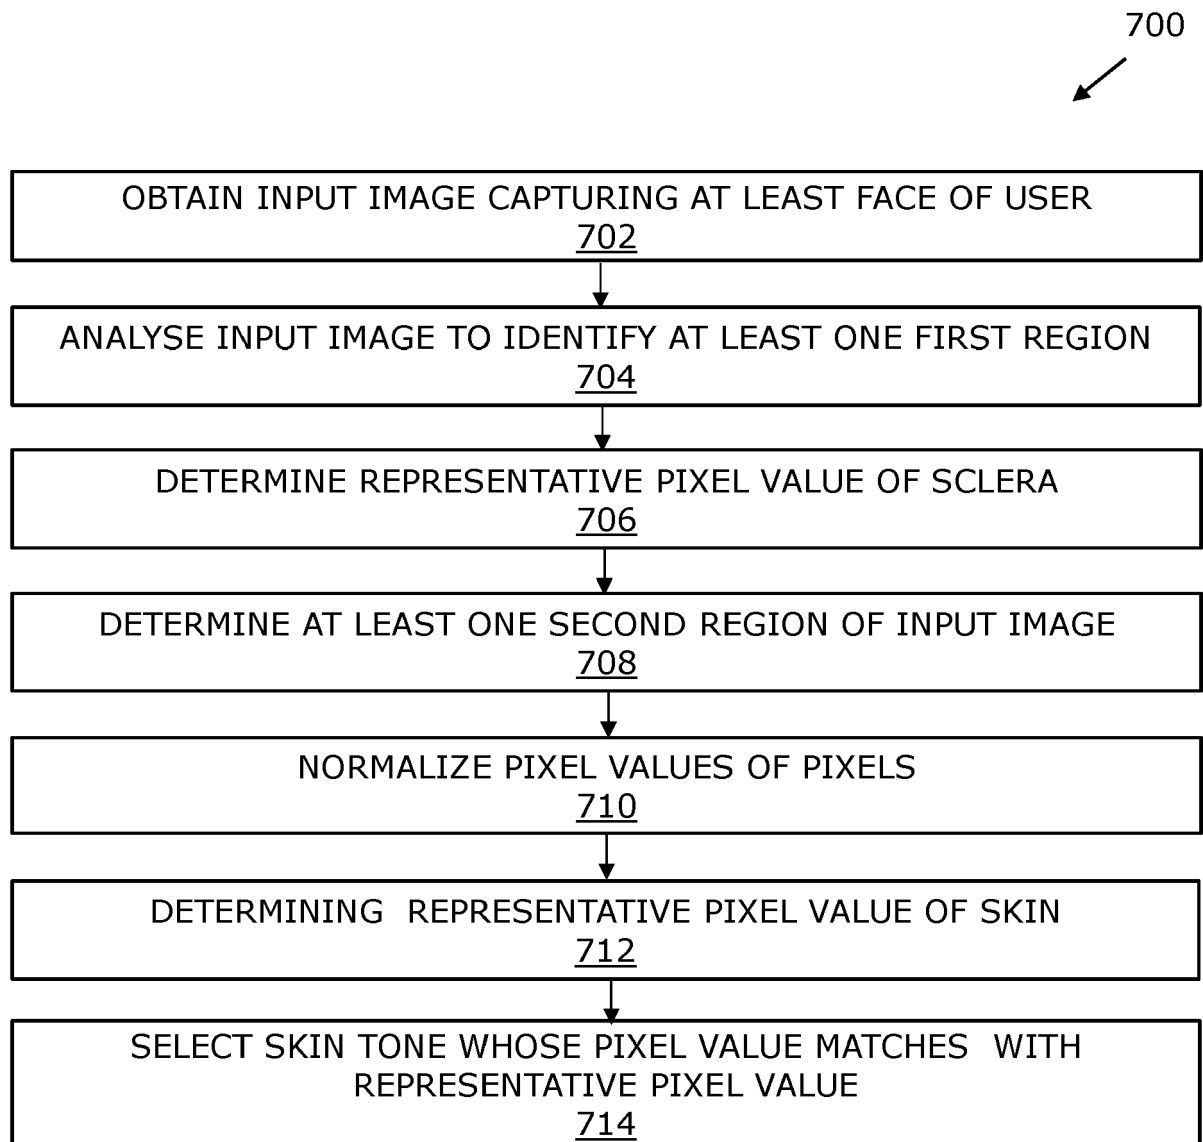 700
OBTAIN INPUT IMAGE CAPTURING AT LEAST FACE OF USER
702
ANALYSE INPUT IMAGE TO IDENTIFY AT LEAST ONE FIRST REGION
704
DETERMINE REPRESENTATIVE PIXEL VALUE OF SCLERA
706
DETERMINE AT LEAST ONE SECOND REGION OF INPUT IMAGE
708
NORMALIZE PIXEL VALUES OF PIXELS
710
DETERMINING REPRESENTATIVE PIXEL VALUE OF SKIN
712
SELECT SKIN TONE WHOSE PIXEL VALUE MATCHES WITH
REPRESENTATIVE PIXEL VALUE
714